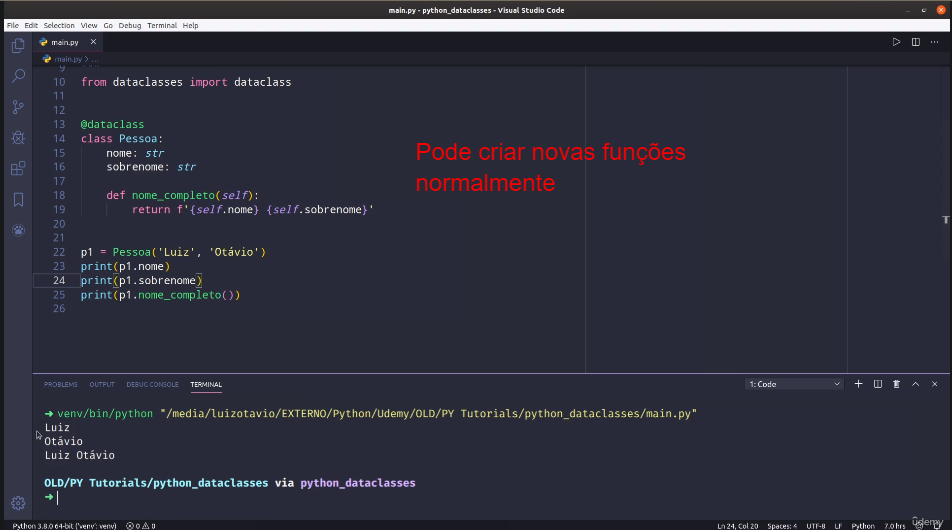 main.py - python_dataclasses - Visual Studio Code
File Edit Selection View Go Debug Terminal Help
main.py
main.py > ...
9
10 from dataclasses import dataclass
11
12
13 @dataclass
14 class Pessoa:
15 nome: str
16 sobrenome: str
17
18 def nome_completo(self):
19 return f'{self.nome} {self.sobrenome}'
20
21
22 p1 = Pessoa('Luiz', 'Otávio')
23 print(p1.nome)
24 print(p1.sobrenome)
25 print(p1.nome_completo())
26
Pode criar novas funções
normalmente
PROBLEMS OUTPUT DEBUG CONSOLE TERMINAL 1: Code
➜ venv/bin/python "/media/luizotavio/EXTERNO/Python/Udemy/OLD/PY Tutorials/python_dataclasses/main.py"
Luiz
Otávio
Luiz Otávio
OLD/PY Tutorials/python_dataclasses via python_dataclasses
➜
Python 3.8.0 64-bit ('venv': venv) 0 0 Ln 24, Col 20 Spaces: 4 UTF-8 LF Python 7.0 hrs
udemy